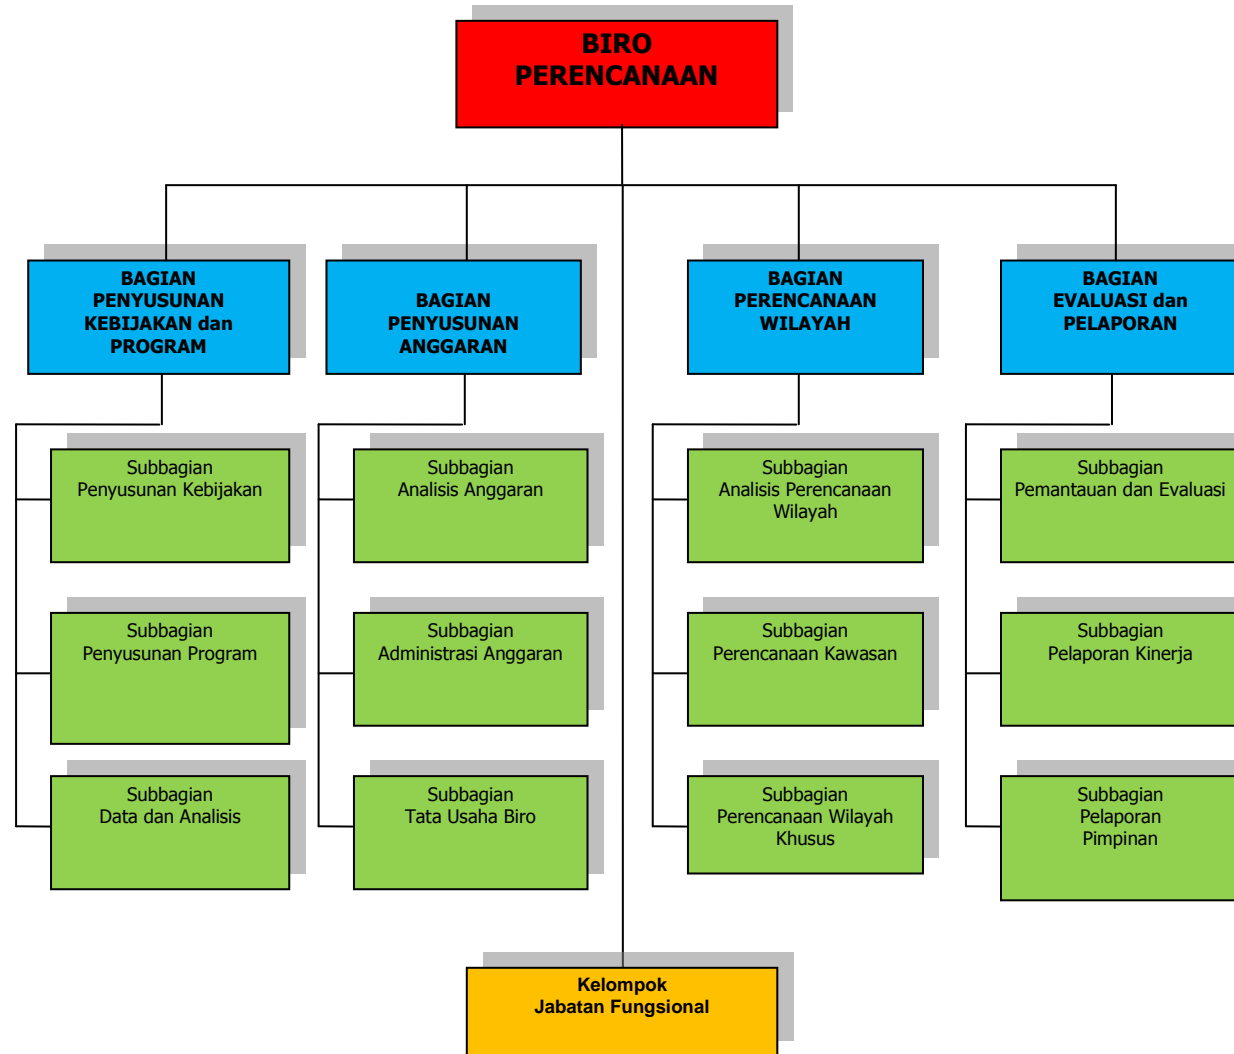 BIRO
PERENCANAAN
BAGIAN
PENYUSUNAN
KEBIJAKAN dan
PROGRAM
BAGIAN
PENYUSUNAN
ANGGARAN
BAGIAN
PERENCANAAN
WILAYAH
BAGIAN
EVALUASI dan
PELAPORAN
Subbagian
Penyusunan Kebijakan
Subbagian
Analisis Anggaran
Subbagian
Analisis Perencanaan
Wilayah
Subbagian
Pemantauan dan Evaluasi
Subbagian
Penyusunan Program
Subbagian
Administrasi Anggaran
Subbagian
Perencanaan Kawasan
Subbagian
Pelaporan Kinerja
Subbagian
Data dan Analisis
Subbagian
Tata Usaha Biro
Subbagian
Perencanaan Wilayah
Khusus
Subbagian
Pelaporan
Pimpinan
Kelompok
Jabatan Fungsional